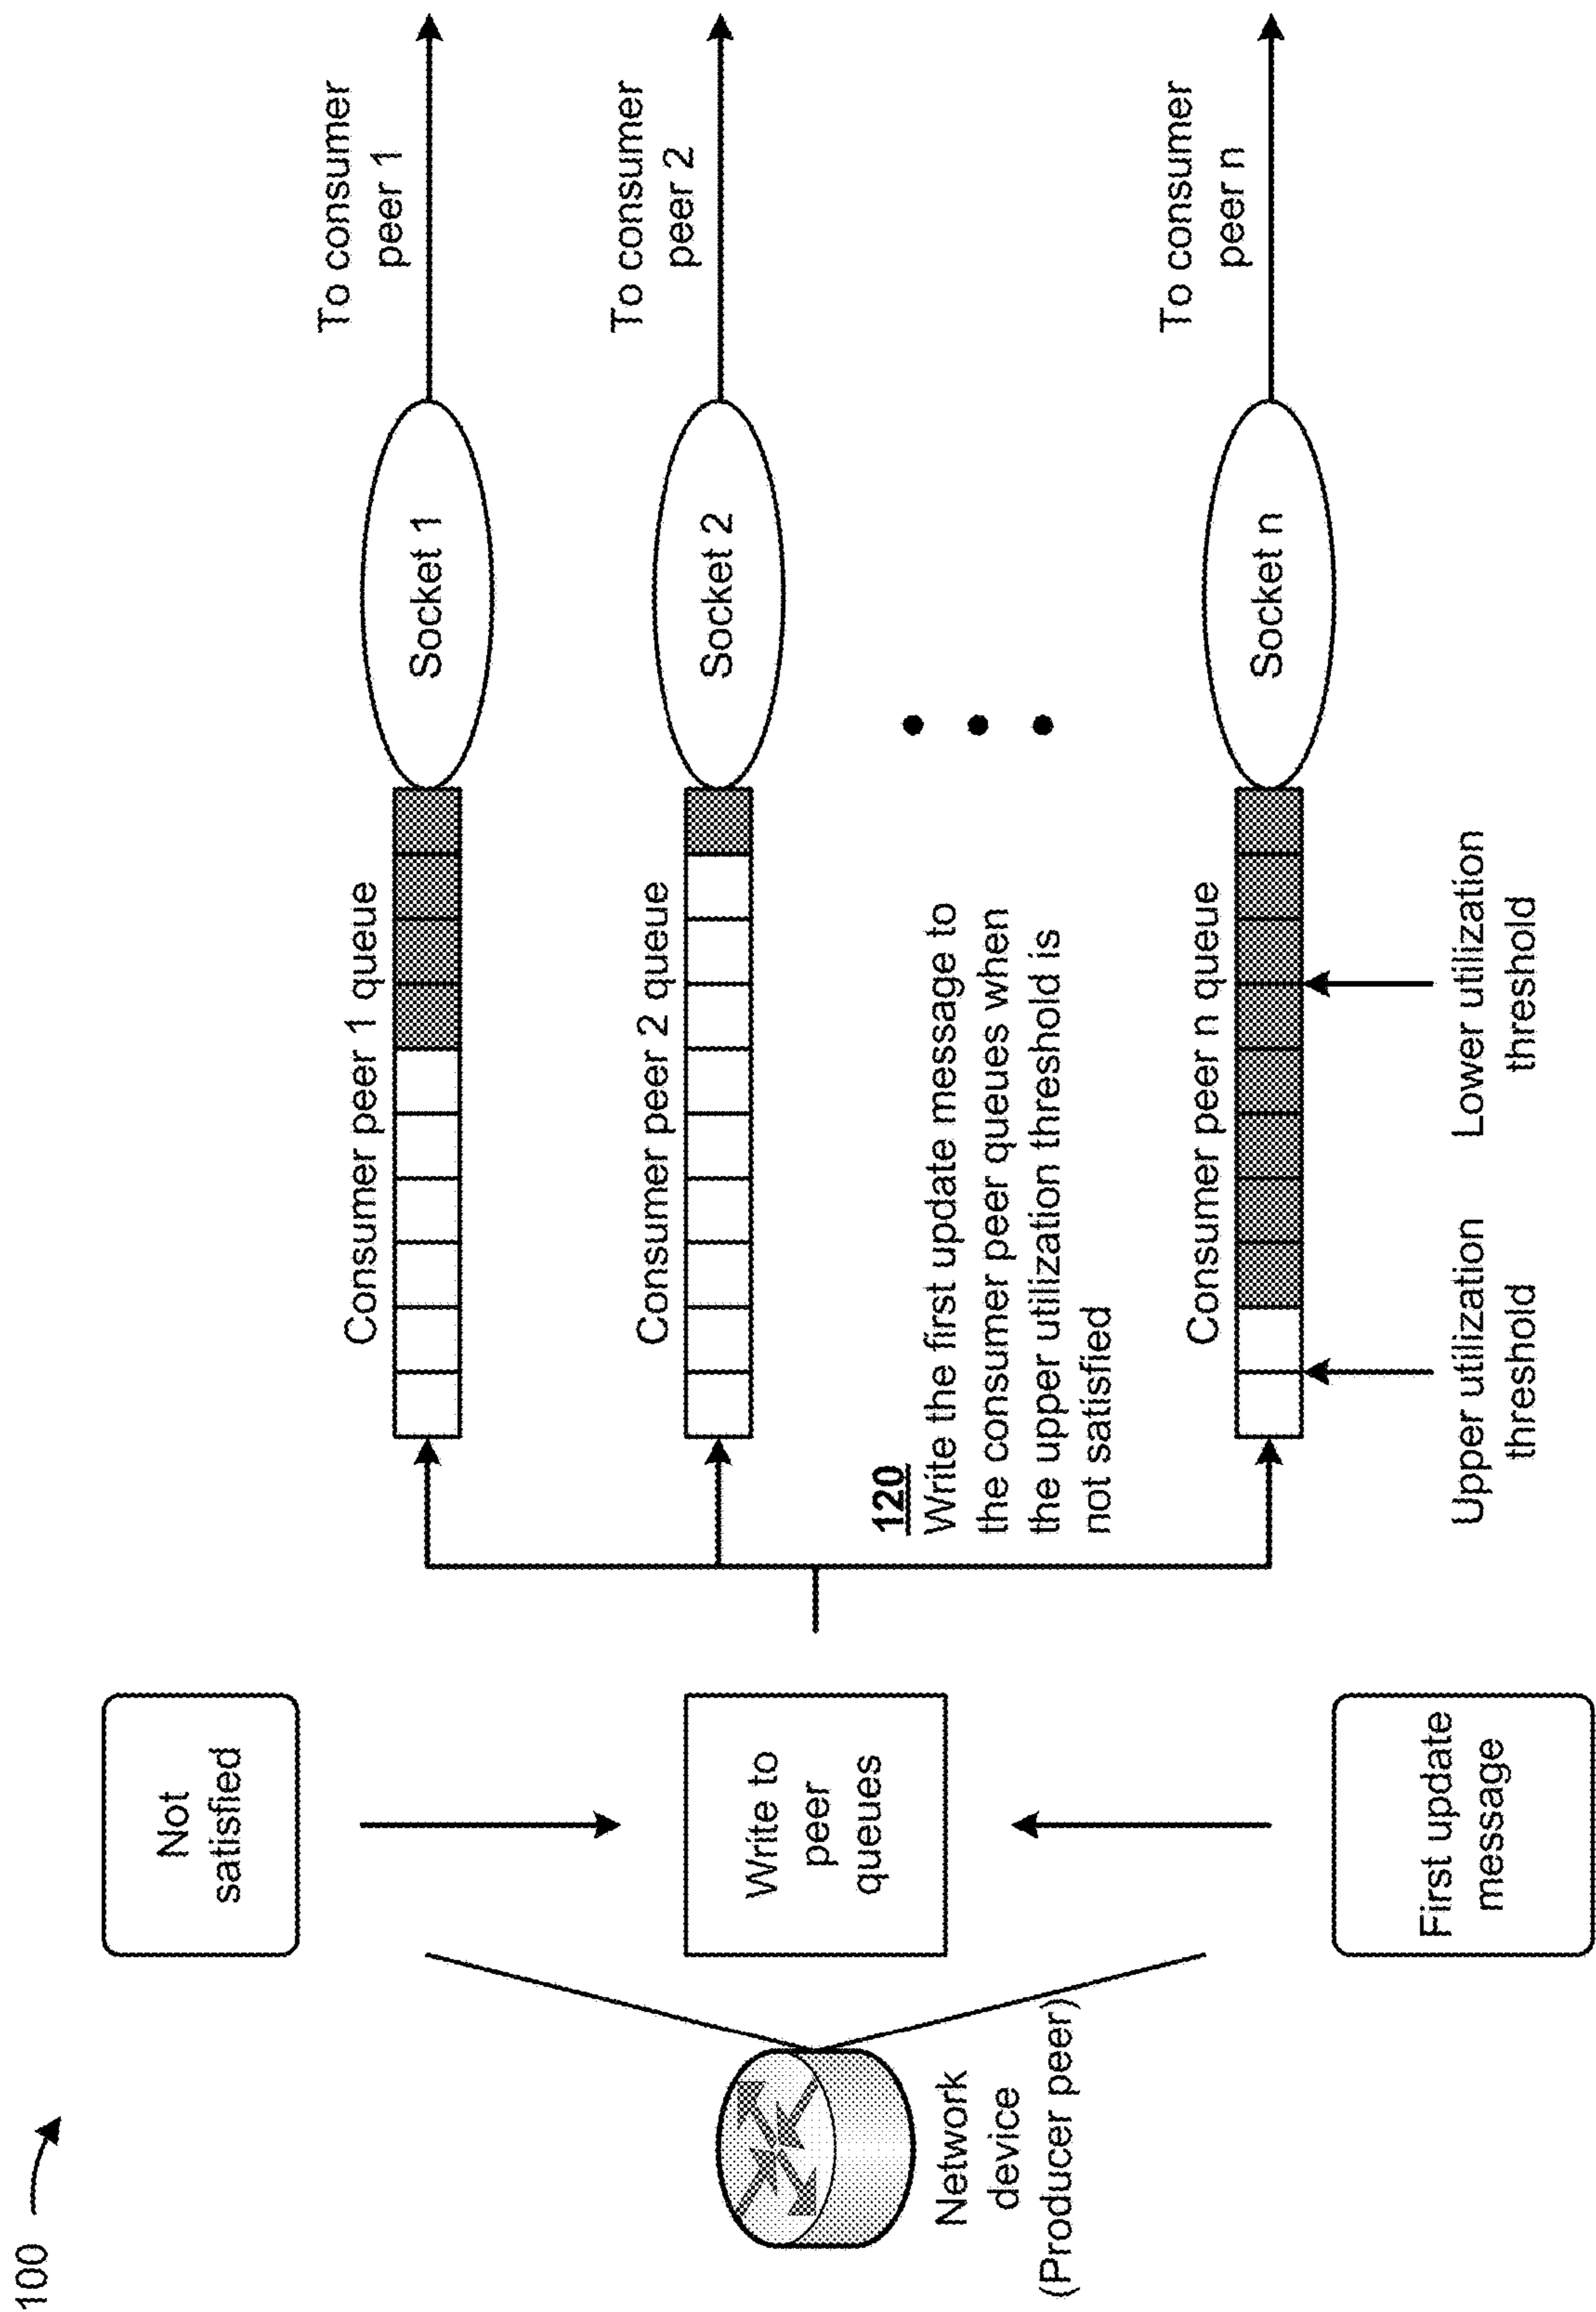 100
Not
satisfied
Write to
peer
queues
First update
message
Network
device
(Producer peer)
Consumer peer 1 queue
Socket 1
To consumer
peer 1
Consumer peer 2 queue
Socket 2
To consumer
peer 2
120
Write the first update message to
the consumer peer queues when
the upper utilization threshold is
not satisfied
Consumer peer n queue
Socket n
To consumer
peer n
Upper utilization
threshold
Lower utilization
threshold